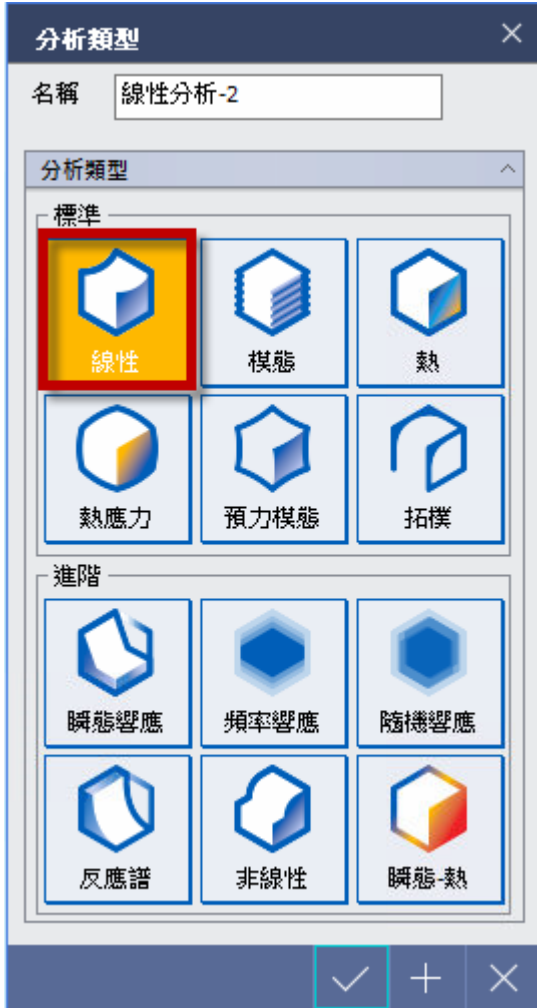 分析類型
名稱 線性分析-2
分析類型
標準
線性 模態 熱
熱應力 預力模態 拓樸
進階
瞬態響應 頻率響應 隨機響應
反應譜 非線性 瞬態-熱